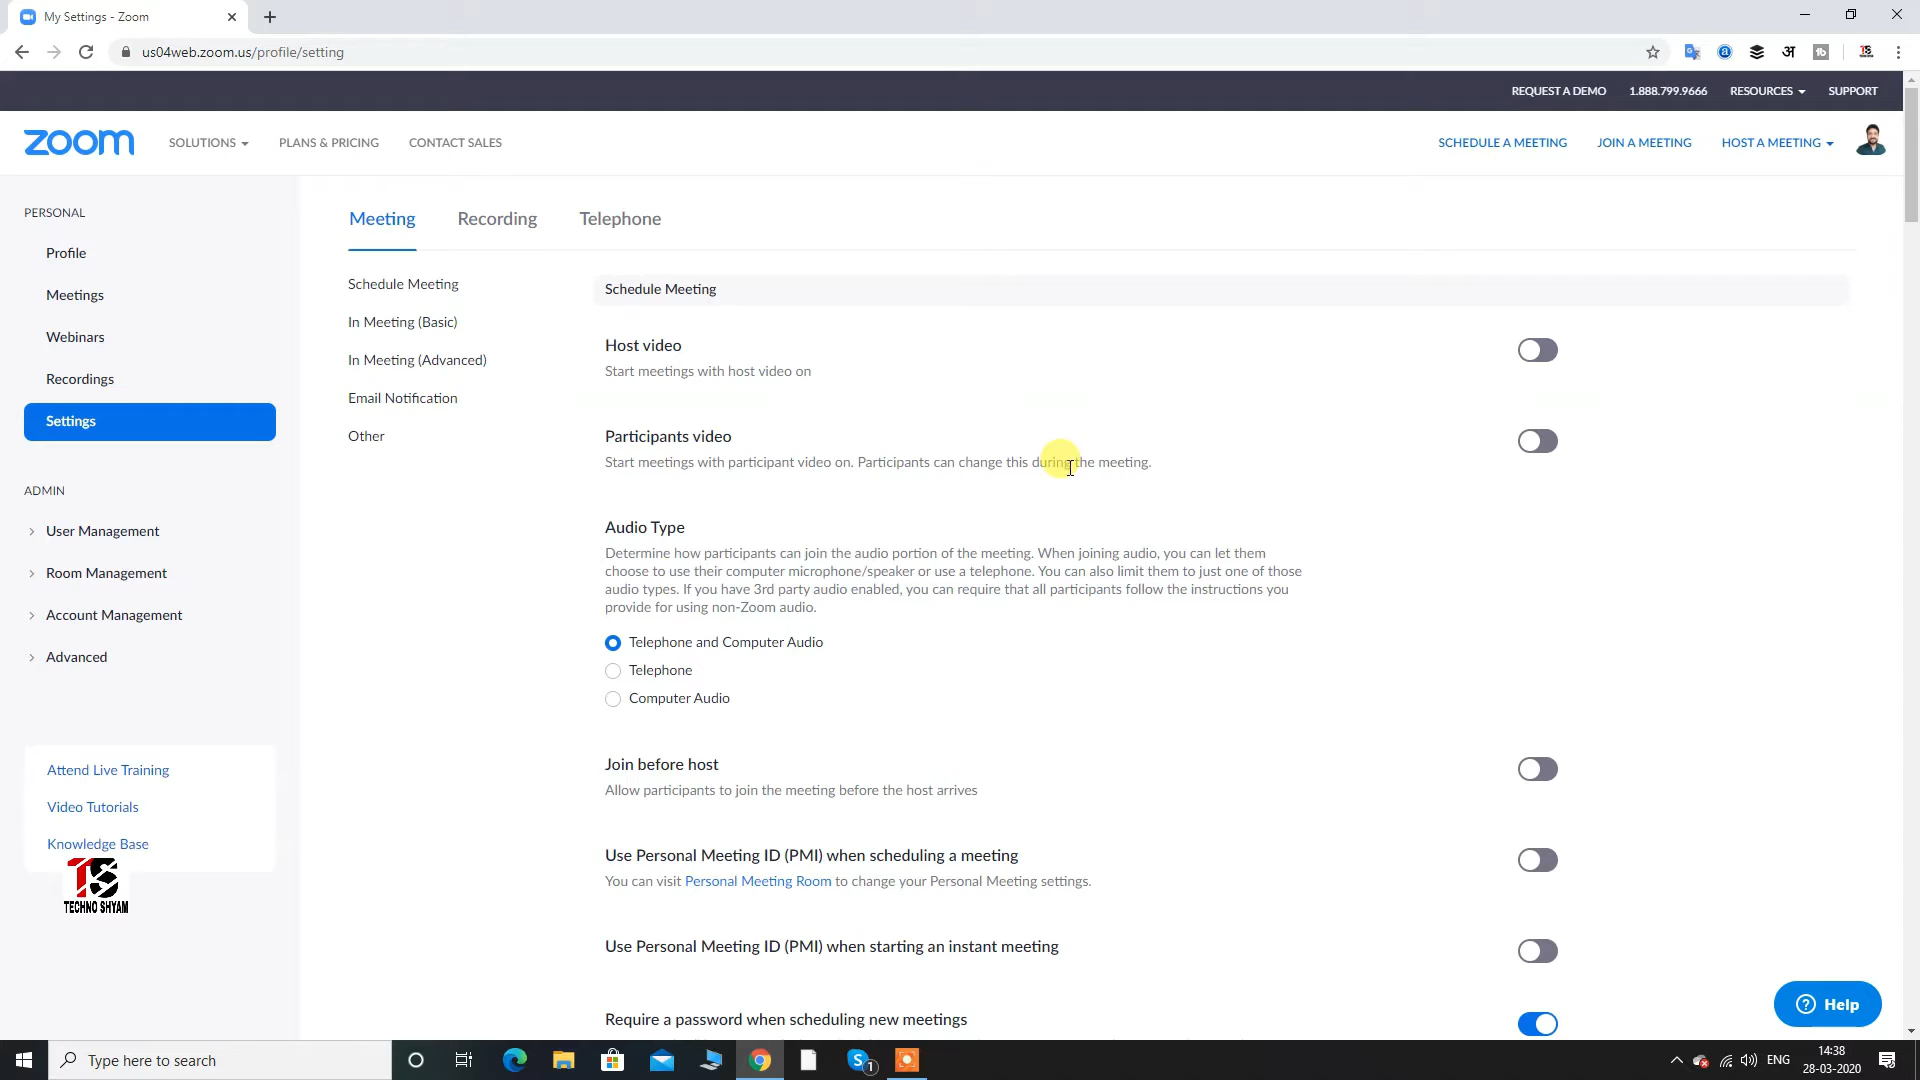 My Settings - Zoom
us04web.zoom.us/profile/setting
REQUEST A DEMO 1.888.799.9666 RESOURCES SUPPORT
zoom SOLUTIONS PLANS & PRICING CONTACT SALES SCHEDULE A MEETING JOIN A MEETING HOST A MEETING
PERSONAL
Profile
Meetings
Webinars
Recordings
Settings
ADMIN
User Management
Room Management
Account Management
Advanced
Attend Live Training
Video Tutorials
Knowledge Base
TS
TECHNO SHYAM
Meeting Recording Telephone
Schedule Meeting
In Meeting (Basic)
In Meeting (Advanced)
Email Notification
Other
Schedule Meeting
Host video
Start meetings with host video on
Participants video
Start meetings with participant video on. Participants can change this during the meeting.
Audio Type
Determine how participants can join the audio portion of the meeting. When joining audio, you can let them
choose to use their computer microphone/speaker or use a telephone. You can also limit them to just one of those
audio types. If you have 3rd party audio enabled, you can require that all participants follow the instructions you
provide for using non-Zoom audio.
Telephone and Computer Audio
Telephone
Computer Audio
Join before host
Allow participants to join the meeting before the host arrives
Use Personal Meeting ID (PMI) when scheduling a meeting
You can visit Personal Meeting Room to change your Personal Meeting settings.
Use Personal Meeting ID (PMI) when starting an instant meeting
Require a password when scheduling new meetings
Help
Type here to search
ENG
14:38
28-03-2020